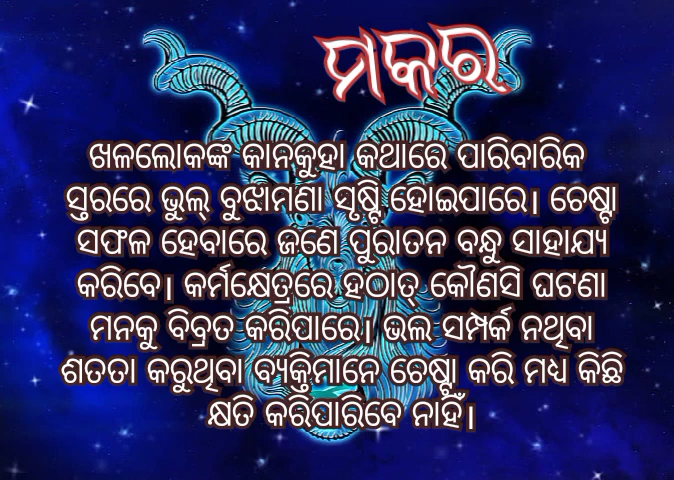 ମକର
ଖଳଲୋକଙ୍କ କାନକୁହା କଥାରେ ପାରିବାରିକ
ସ୍ତରରେ ଭୁଲ୍ ବୁଝାମଣା ସୃଷ୍ଟି ହୋଇପାରେ। ଚେଷ୍ଟା
ସଫଳ ହେବାରେ ଜଣେ ପୁରାତନ ବନ୍ଧୁ ସାହାଯ୍ୟ
କରିବେ। କର୍ମକ୍ଷେତ୍ରରେ ହଠାତ୍ କୌଣସି ଘଟଣା
ମନକୁ ବିବ୍ରତ କରିପାରେ। ଭଲ ସମ୍ପର୍କ ନଥିବା
ଶତତା କରୁଥିବା ବ୍ୟକ୍ତିମାନେ ଚେଷ୍ଟା କରି ମଧ୍ୟ କିଛି
କ୍ଷତି କରିପାରିବେ ନାହିଁ।